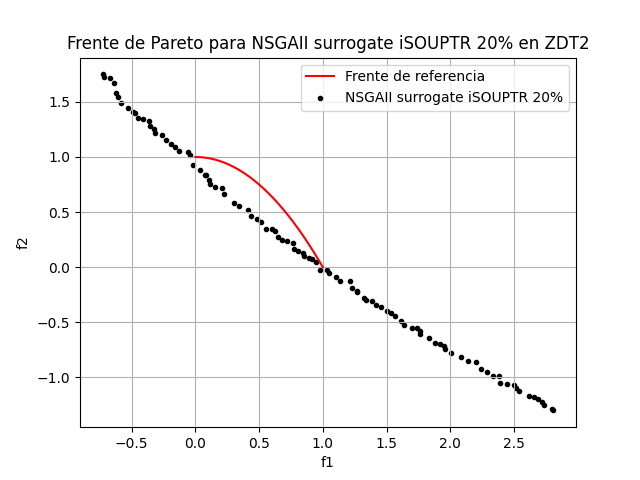 Frente de Pareto para NSGAII surrogate iSOUPTR 20% en ZDT2
Frente de referencia
NSGAII surrogate iSOUPTR 20%
f2
1.5
1.0
0.5
0.0
−0.5
−1.0
−0.5 0.0 0.5 1.0 1.5 2.0 2.5
f1